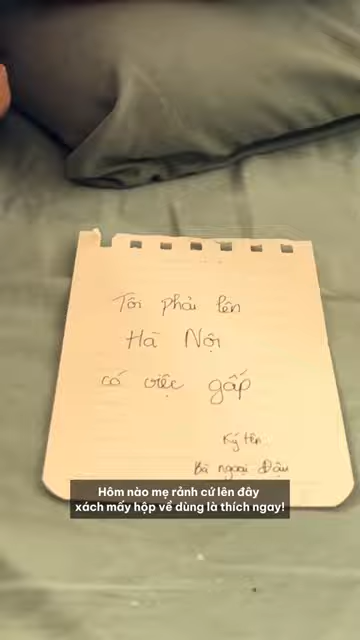 Tôi phải lên
Hà Nội
có việc gấp
Ký tên
Bà ngoại Đậu
Hôm nào mẹ rảnh cứ lên đây
xách mấy hộp về dùng là thích ngay!